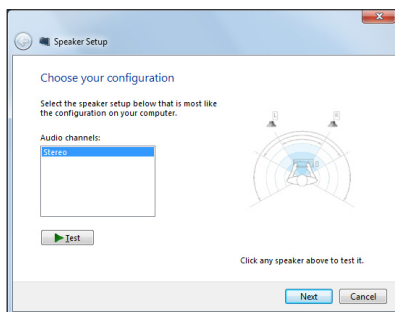 Speaker Setup
Choose your configuration
Select the speaker setup below that is most like
the configuration on your computer.
Audio channels:
Stereo
L
R
Test
Click any speaker above to test it.
Next
Cancel